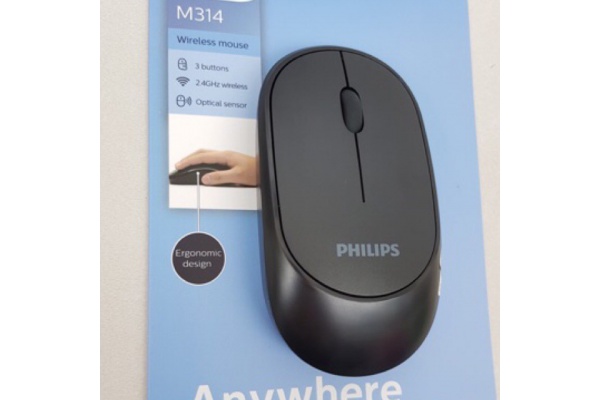 M314
Wireless mouse
3 buttons
2.4GHz wireless
Optical sensor
Ergonomic
design
PHILIPS
Anywhere